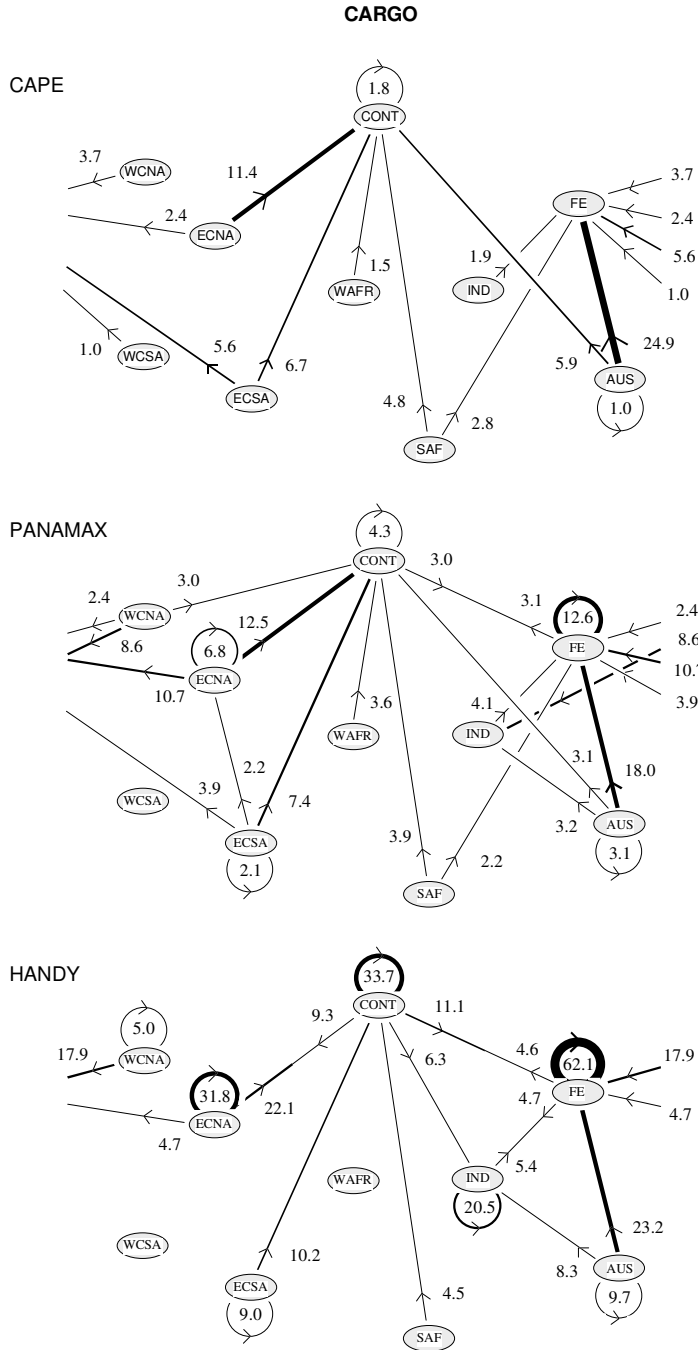 CARGO
CAPE
1.8
CONT
3.7
WCNA
11.4
3.7
2.4
ECNA
FE
2.4
5.6
1.9
1.5
WAFR
IND
1.0
1.0
WCSA
5.6
6.7
5.9
24.9
ECSA
AUS
4.8
2.8
1.0
SAF
PANAMAX
4.3
CONT
3.0
3.0
2.4
WCNA
12.5
3.1
12.6
2.4
8.6
6.8
FE
8.6
ECNA
10.7
10.7
4.1
3.6
3.9
WAFR
IND
2.2
3.1
18.0
3.9
WCSA
7.4
3.2
AUS
ECSA
3.9
2.2
2.1
3.1
SAF
HANDY
33.7
CONT
9.3
11.1
5.0
17.9
WCNA
6.3
4.6
62.1
17.9
31.8
22.1
4.7
FE
ECNA
4.7
4.7
5.4
WAFR
IND
20.5
WCSA
10.2
23.2
8.3
AUS
ECSA
9.0
4.5
9.7
SAF